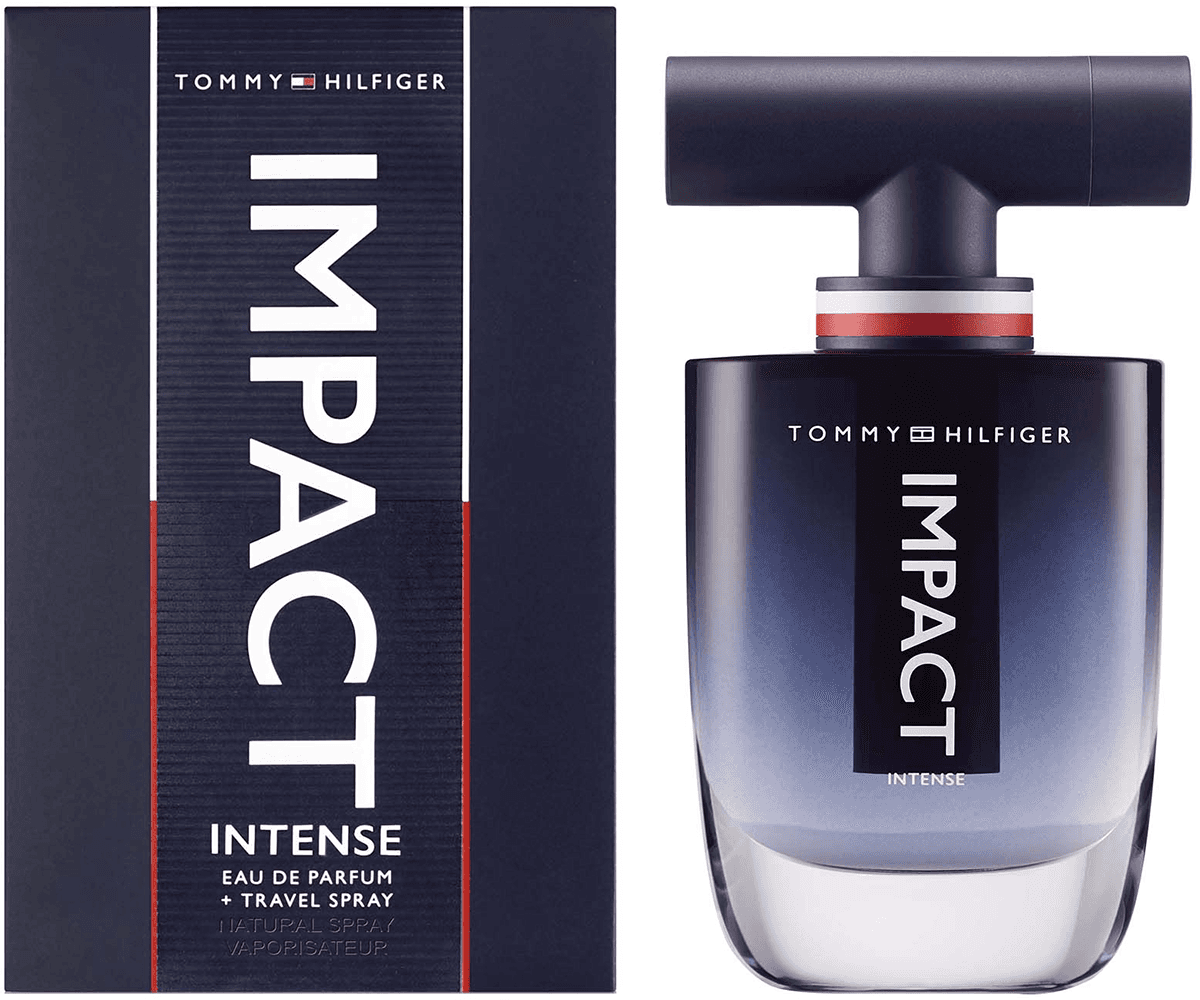 TOMMY HILFIGER
IMPACT
INTENSE
EAU DE PARFUM
+ TRAVEL SPRAY
NATURAL SPRAY
VAPORISATEUR
TOMMY HILFIGER
IMPACT
INTENSE